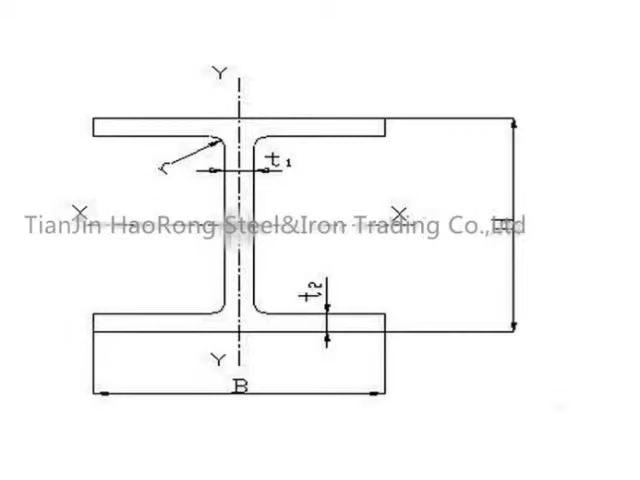 Y
r
t₁
X
X
TianJin HaoRong Steel&Iron Trading Co.,Ltd
H
t₂
Y
B